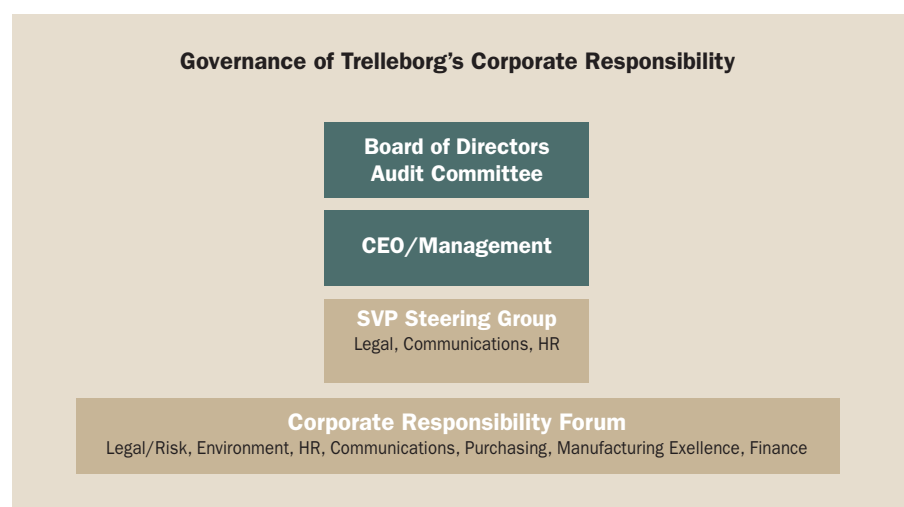 Governance of Trelleborg’s Corporate Responsibility
Board of Directors
Audit Committee
CEO/Management
SVP Steering Group
Legal, Communications, HR
Corporate Responsibility Forum
Legal/Risk, Environment, HR, Communications, Purchasing, Manufacturing Exellence, Finance